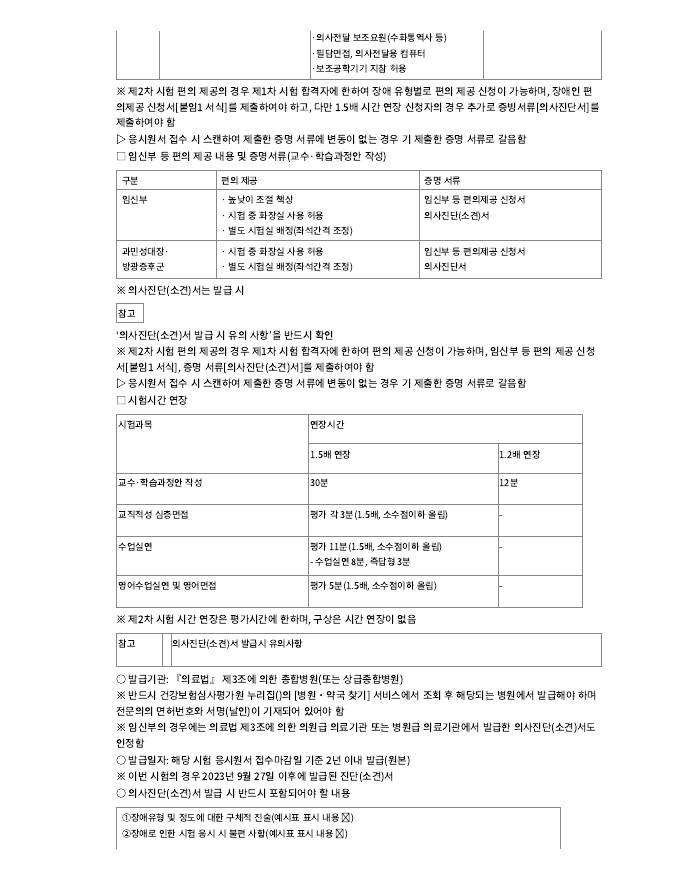 ·의사전달 보조요원(수화통역사 등)
·필담면접, 의사전달용 컴퓨터
·보조공학기기 지참 허용
※ 제2차 시험 편의 제공의 경우 제1차 시험 합격자에 한하여 장애 유형별로 편의 제공 신청이 가능하며, 장애인 편
의제공 신청서[붙임1 서식]를 제출하여야 하고, 다만 1.5배 시간 연장 신청자의 경우 추가로 증빙서류[의사진단서]를
제출하여야 함
▷ 응시원서 접수 시 스캔하여 제출한 증명 서류에 변동이 없는 경우 기 제출한 증명 서류로 갈음함
□ 임신부 등 편의 제공 내용 및 증명서류(교수·학습과정안 작성)
구분 편의 제공 증명 서류
임신부 · 높낮이 조절 책상 임신부 등 편의제공 신청서
· 시험 중 화장실 사용 허용 의사진단(소견)서
· 별도 시험실 배정(좌석간격 조정)
과민성대장· · 시험 중 화장실 사용 허용 임신부 등 편의제공 신청서
방광증후군 · 별도 시험실 배정(좌석간격 조정) 의사진단서
※ 의사진단(소견)서는 발급 시
참고
‘의사진단(소견)서 발급 시 유의 사항’을 반드시 확인
※ 제2차 시험 편의 제공의 경우 제1차 시험 합격자에 한하여 편의 제공 신청이 가능하며, 임신부 등 편의 제공 신청
서[붙임1 서식], 증명 서류[의사진단(소견)서]를 제출하여야 함
▷ 응시원서 접수 시 스캔하여 제출한 증명 서류에 변동이 없는 경우 기 제출한 증명 서류로 갈음함
□ 시험시간 연장
시험과목 연장시간
1.5배 연장 1.2배 연장
교수·학습과정안 작성 30분 12분
교직적성 심층면접 평가 각 3분(1.5배, 소수점이하 올림) -
수업실연 평가 11분(1.5배, 소수점이하 올림) -
- 수업실연 8분, 즉답형 3분
영어수업실연 및 영어면접 평가 5분(1.5배, 소수점이하 올림) -
※ 제2차 시험 시간 연장은 평가시간에 한하며, 구상은 시간 연장이 없음
참고 의사진단(소견)서 발급시 유의사항
○ 발급기관: 『의료법』 제3조에 의한 종합병원(또는 상급종합병원)
※ 반드시 건강보험심사평가원 누리집()의 [병원・약국 찾기] 서비스에서 조회 후 해당되는 병원에서 발급해야 하며
전문의의 면허번호와 서명(날인)이 기재되어 있어야 함
※ 임신부의 경우에는 의료법 제3조에 의한 의원급 의료기관 또는 병원급 의료기관에서 발급한 의사진단(소견)서도
인정함
○ 발급일자: 해당 시험 응시원서 접수마감일 기준 2년 이내 발급(원본)
※ 이번 시험의 경우 2023년 9월 27일 이후에 발급된 진단(소견)서
○ 의사진단(소견)서 발급 시 반드시 포함되어야 할 내용
①장애유형 및 정도에 대한 구체적 진술(예시표 표시 내용 ☒)
②장애로 인한 시험 응시 시 불편 사항(예시표 표시 내용 ☒)